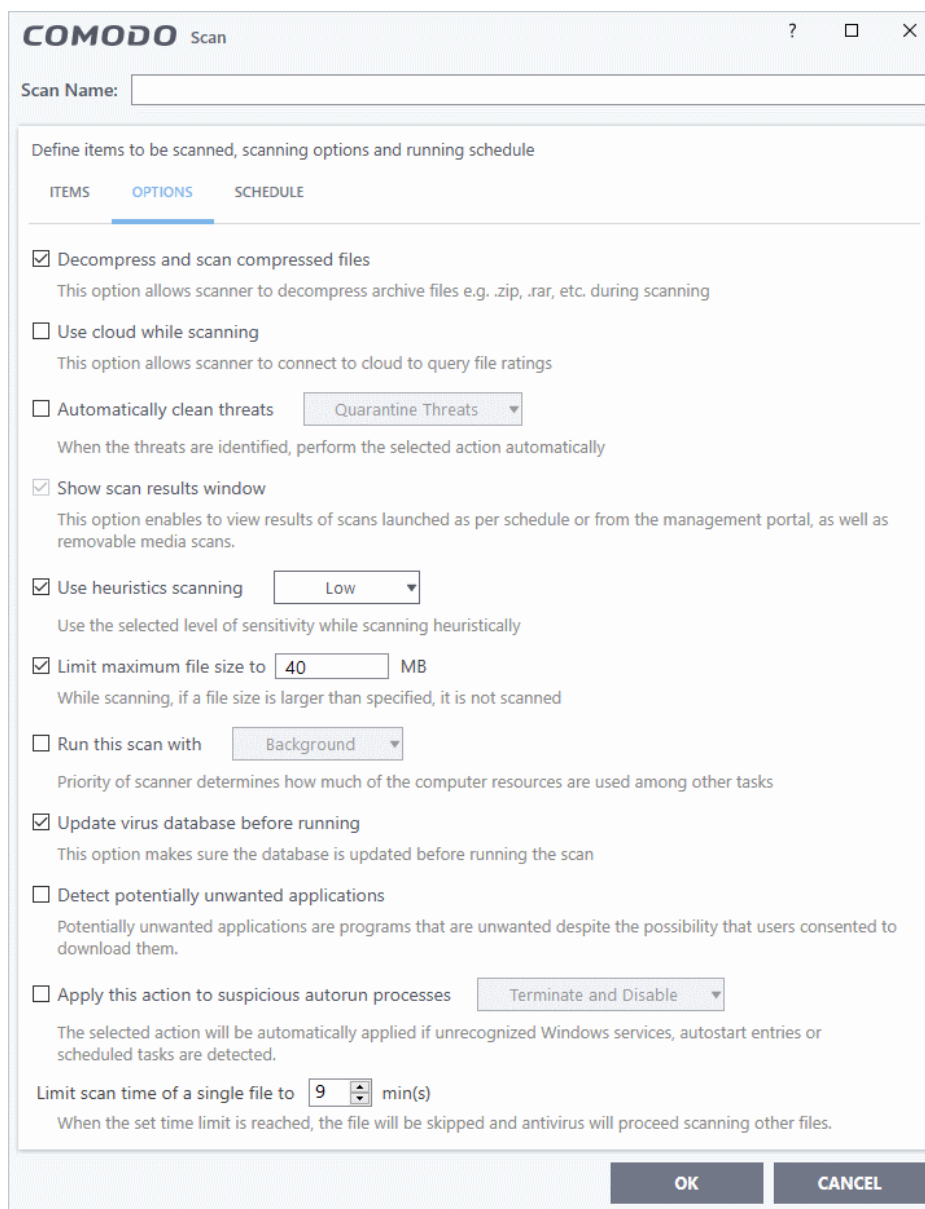 COMODO Scan ?
Scan Name:
Define items to be scanned, scanning options and running schedule
ITEMS OPTIONS SCHEDULE
Decompress and scan compressed files
This option allows scanner to decompress archive files e.g. .zip, .rar, etc. during scanning
Use cloud while scanning
This option allows scanner to connect to cloud to query file ratings
Automatically clean threats Quarantine Threats
When the threats are identified, perform the selected action automatically
Show scan results window
This option enables to view results of scans launched as per schedule or from the management portal, as well as
removable media scans.
Use heuristics scanning Low
Use the selected level of sensitivity while scanning heuristically
Limit maximum file size to 40 MB
While scanning, if a file size is larger than specified, it is not scanned
Run this scan with Background
Priority of scanner determines how much of the computer resources are used among other tasks
Update virus database before running
This option makes sure the database is updated before running the scan
Detect potentially unwanted applications
Potentially unwanted applications are programs that are unwanted despite the possibility that users consented to
download them.
Apply this action to suspicious autorun processes Terminate and Disable
The selected action will be automatically applied if unrecognized Windows services, autostart entries or
scheduled tasks are detected.
Limit scan time of a single file to 9 min(s)
When the set time limit is reached, the file will be skipped and antivirus will proceed scanning other files.
OK CANCEL